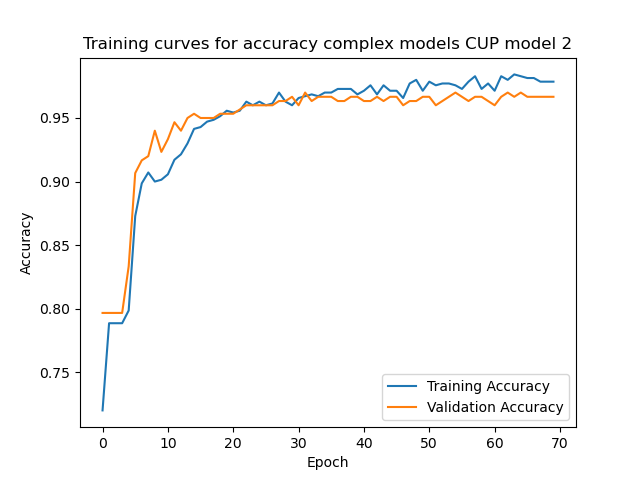 Training curves for accuracy complex models CUP model 2
Accuracy
0.95
0.90
0.85
0.80
0.75
Training Accuracy
Validation Accuracy
0 10 20 30 40 50 60 70
Epoch